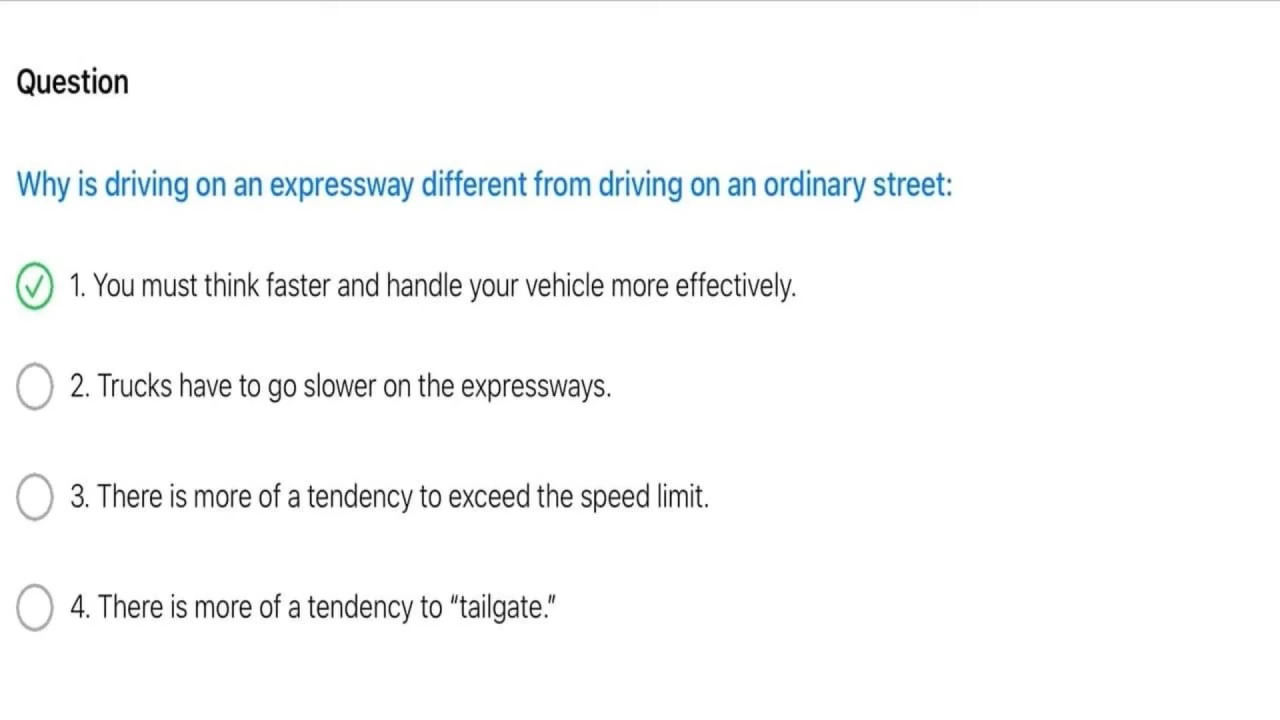 Question
Why is driving on an expressway different from driving on an ordinary street:
1. You must think faster and handle your vehicle more effectively.
2. Trucks have to go slower on the expressways.
3. There is more of a tendency to exceed the speed limit.
4. There is more of a tendency to “tailgate.”